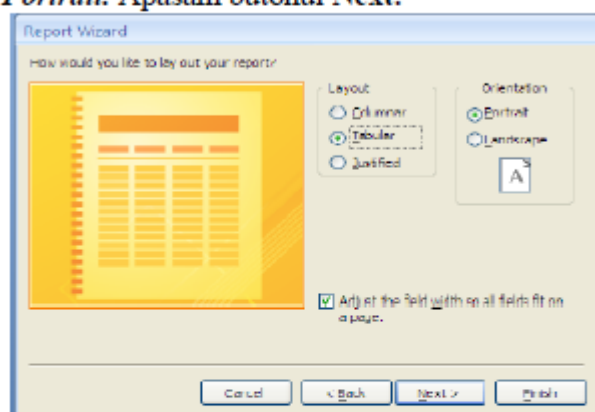 Portrait. Apăsăm butonul Next.
Report Wizard
How would you like to lay out your report?
Layout
Columnar
Tabular
Justified
Orientation
Portrait
Landscape
A
Adjust the field width so all fields fit on
a page.
Cancel
< Back
Next >
Finish